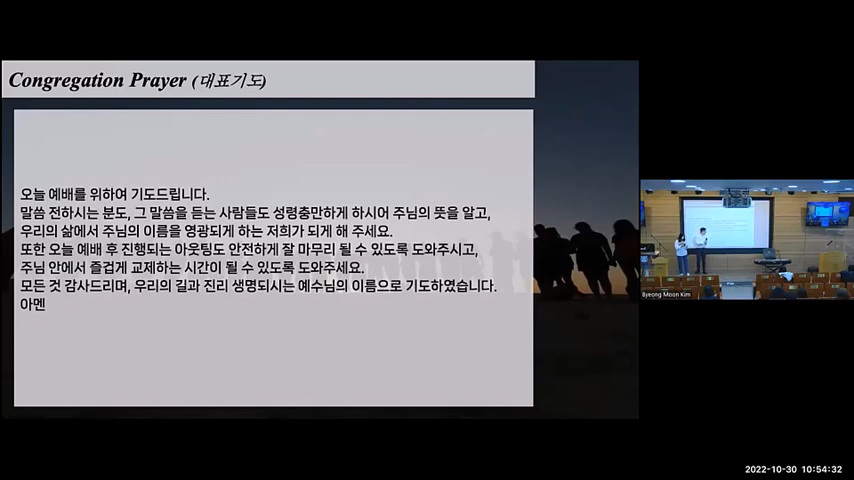 Congregation Prayer (대표기도)
오늘 예배를 위하여 기도드립니다.
말씀 전하시는 분도, 그 말씀을 듣는 사람들도 성령충만하게 하시어 주님의 뜻을 알고,
우리의 삶에서 주님의 이름을 영광되게 하는 저희가 되게 해 주세요.
또한 오늘 예배 후 진행되는 아웃팅도 안전하게 잘 마무리 될 수 있도록 도와주시고,
주님 안에서 즐겁게 교제하는 시간이 될 수 있도록 도와주세요.
모든 것 감사드리며, 우리의 길과 진리 생명되시는 예수님의 이름으로 기도하였습니다.
아멘
Byeong Moon Kim
2022-10-30 10:54:32